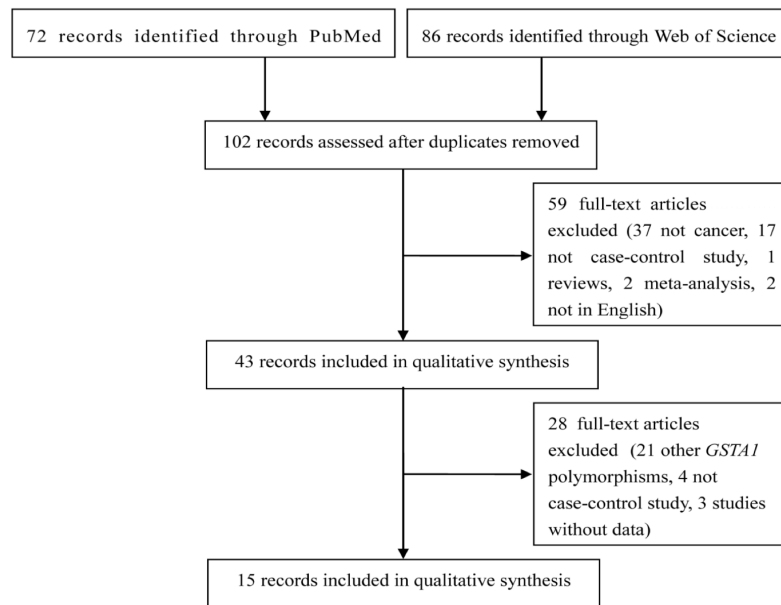 72 records identified through PubMed
86 records identified through Web of Science
102 records assessed after duplicates removed
59 full-text articles
excluded (37 not cancer, 17
not case-control study, 1
reviews, 2 meta-analysis, 2
not in English)
43 records included in qualitative synthesis
28 full-text articles
excluded (21 other GSTA1
polymorphisms, 4 not
case-control study, 3 studies
without data)
15 records included in qualitative synthesis